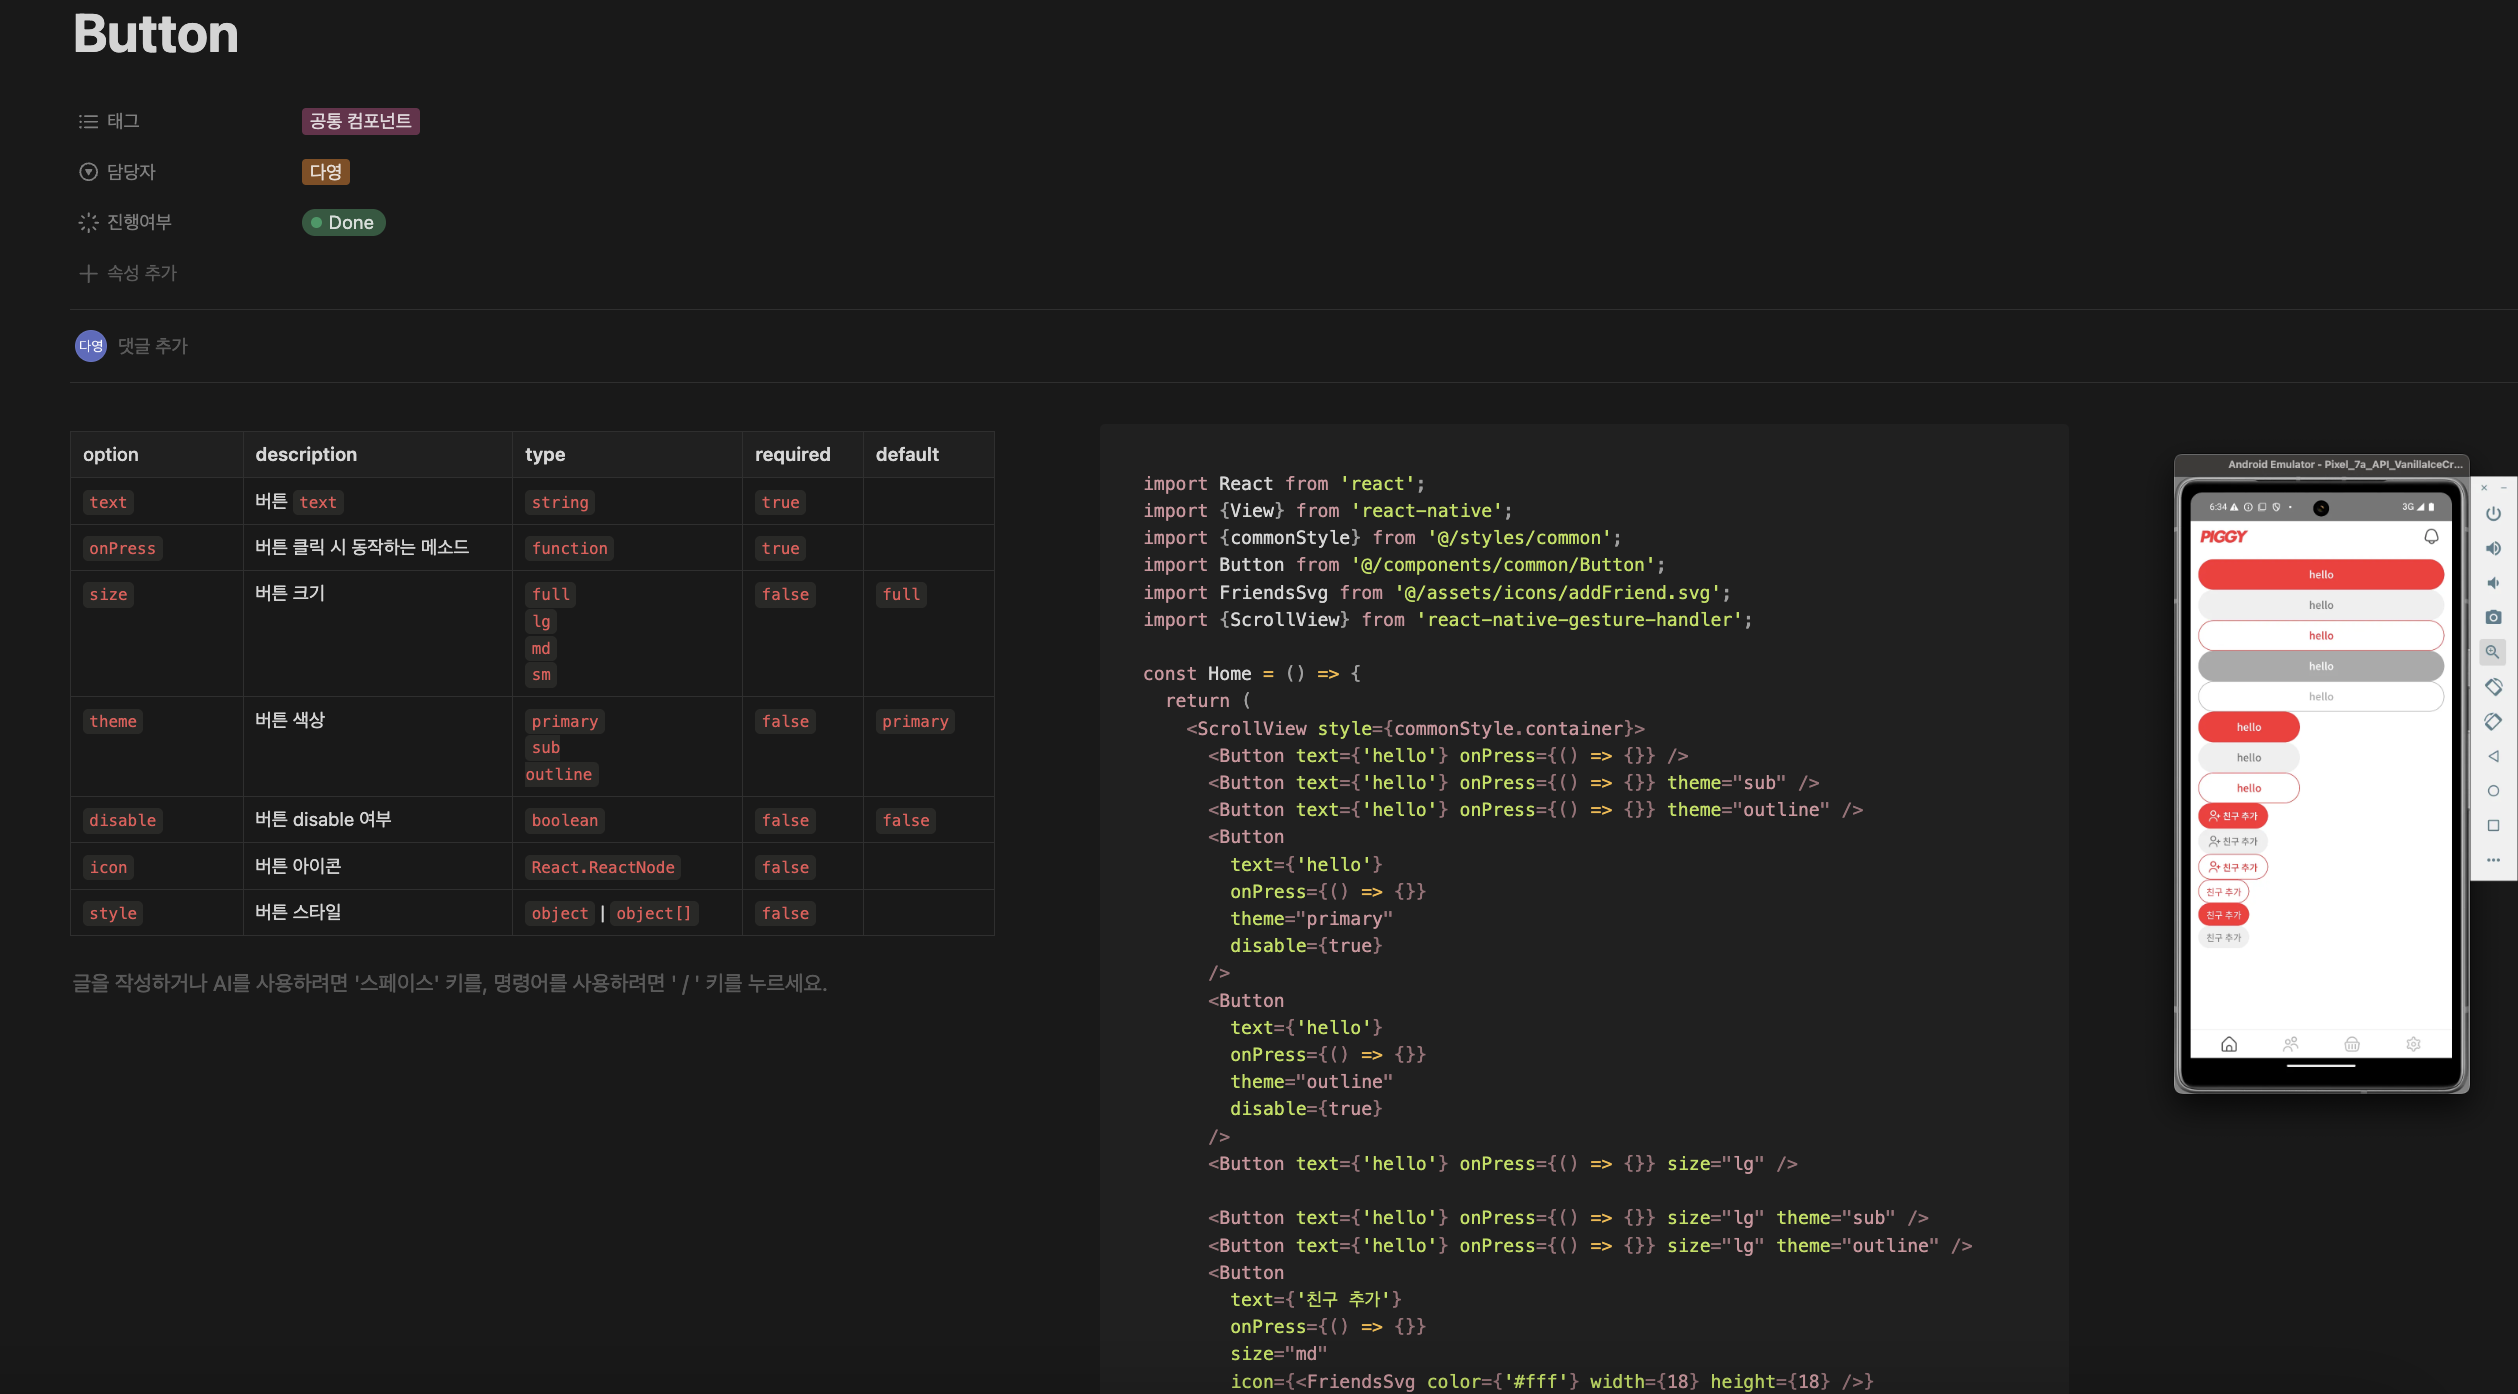 Button
태그 공통 컴포넌트
담당자 다영
진행여부 Done
속성 추가
다영 댓글 추가
option description type required default
text 버튼 text string true
onPress 버튼 클릭 시 동작하는 메소드 function true
size 버튼 크기 full false full
lg
md
sm
theme 버튼 색상 primary false primary
sub
outline
disable 버튼 disable 여부 boolean false false
icon 버튼 아이콘 React.ReactNode false
style 버튼 스타일 object | object[] false
글을 작성하거나 AI를 사용하려면 '스페이스' 키를, 명령어를 사용하려면 ' / ' 키를 누르세요.
import React from 'react';
import {View} from 'react-native';
import {commonStyle} from '@/styles/common';
import Button from '@/components/common/Button';
import FriendsSvg from '@/assets/icons/addFriend.svg';
import {ScrollView} from 'react-native-gesture-handler';
const Home = () => {
return (
<ScrollView style={commonStyle.container}>
<Button text={'hello'} onPress={() => {}} />
<Button text={'hello'} onPress={() => {}} theme="sub" />
<Button text={'hello'} onPress={() => {}} theme="outline" />
<Button
text={'hello'}
onPress={() => {}}
theme="primary"
disable={true}
/>
<Button
text={'hello'}
onPress={() => {}}
theme="outline"
disable={true}
/>
<Button text={'hello'} onPress={() => {}} size="lg" />
<Button text={'hello'} onPress={() => {}} size="lg" theme="sub" />
<Button text={'hello'} onPress={() => {}} size="lg" theme="outline" />
<Button
text={'친구 추가'}
onPress={() => {}}
size="md"
icon={<FriendsSvg color={'#fff'} width={18} height={18} />}
Android Emulator - Pixel_7a_API_VanillaIceCr...
6:34 3G
PIGGY
hello
hello
hello
hello
hello
hello
hello
hello
친구 추가
친구 추가
친구 추가
친구 추가
친구 추가
친구 추가